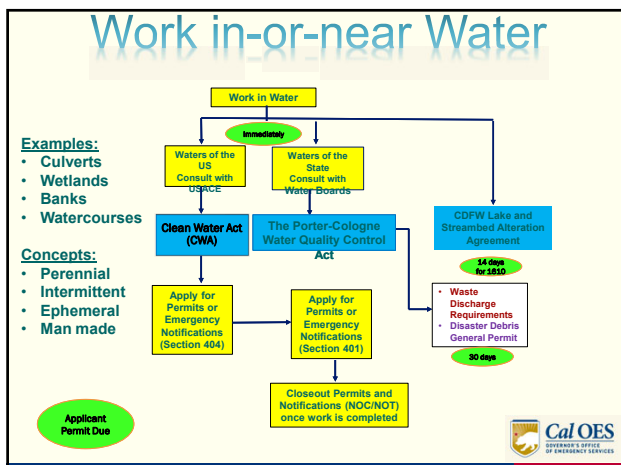 Work in-or-near Water
Work in Water
Immediately
Examples:
• Culverts
• Wetlands
• Banks
• Watercourses
Concepts:
• Perennial
• Intermittent
• Ephemeral
• Man made
Waters of the
US
Consult with
USACE
Waters of the
State
Consult with
Water Boards
Clean Water Act
(CWA)
The Porter-Cologne
Water Quality Control
Act
CDFW Lake and
Streambed Alteration
Agreement
14 days
for 1610
Apply for
Permits or
Emergency
Notifications
(Section 404)
Apply for
Permits or
Emergency
Notifications
(Section 401)
• Waste
Discharge
Requirements
• Disaster Debris
General Permit
30 days
Closeout Permits and
Notifications (NOC/NOT)
once work is completed
Applicant
Permit Due
Cal OES
GOVERNOR'S OFFICE
OF EMERGENCY SERVICES